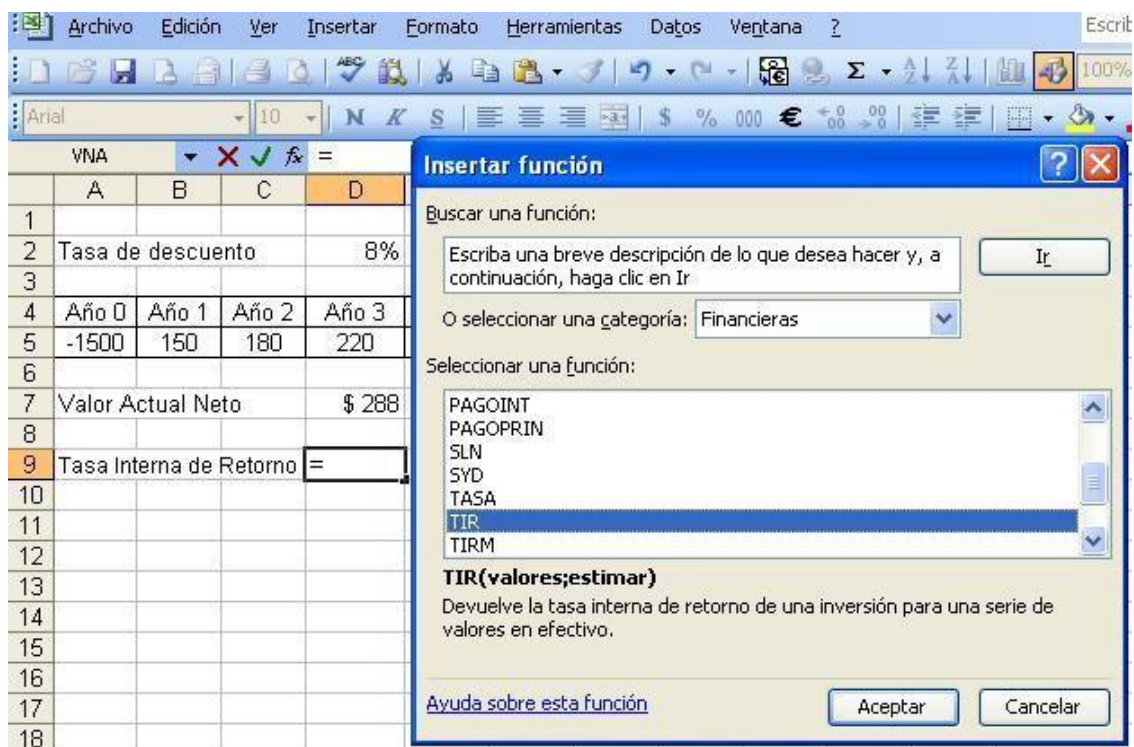 Archivo Edición Ver Insertar Formato Herramientas Datos Ventana ? Escrib
ABC Σ 100%
Arial 10 N K S $ % 000 €
VNA fx =
A B C D
1
2 Tasa de descuento 8%
3
4 Año 0 Año 1 Año 2 Año 3
5 -1500 150 180 220
6
7 Valor Actual Neto $ 288
8
9 Tasa Interna de Retorno =
10
11
12
13
14
15
16
17
18
Insertar función
Buscar una función:
Escriba una breve descripción de lo que desea hacer y, a
continuación, haga clic en Ir
Ir
O seleccionar una categoría: Financieras
Seleccionar una función:
PAGOINT
PAGOPRIN
SLN
SYD
TASA
TIR
TIRM
TIR(valores;estimar)
Devuelve la tasa interna de retorno de una inversión para una serie de
valores en efectivo.
Ayuda sobre esta función Aceptar Cancelar